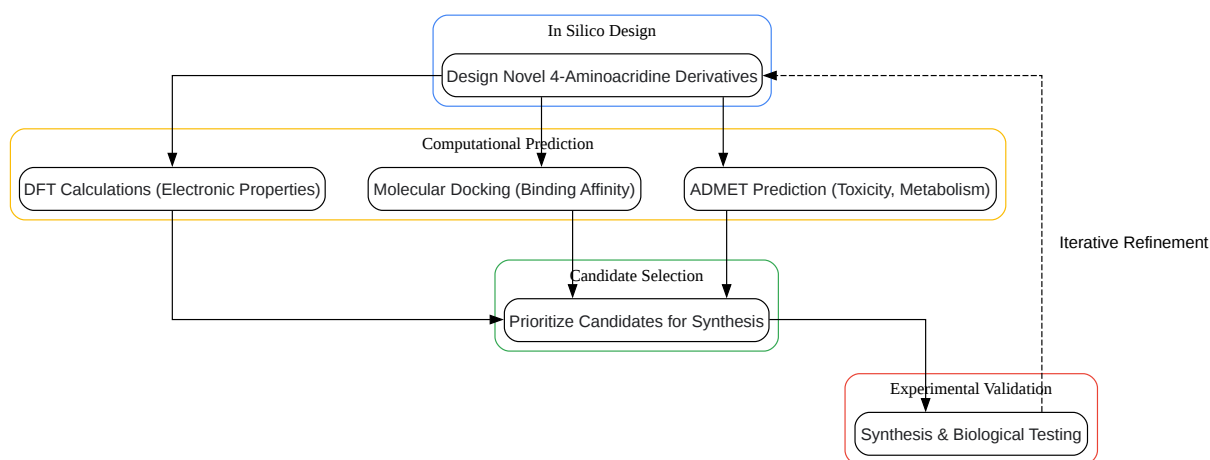 In Silico Design
Design Novel 4-Aminoacridine Derivatives
Computational Prediction
DFT Calculations (Electronic Properties)
Molecular Docking (Binding Affinity)
ADMET Prediction (Toxicity, Metabolism)
Iterative Refinement
Candidate Selection
Prioritize Candidates for Synthesis
Experimental Validation
Synthesis & Biological Testing